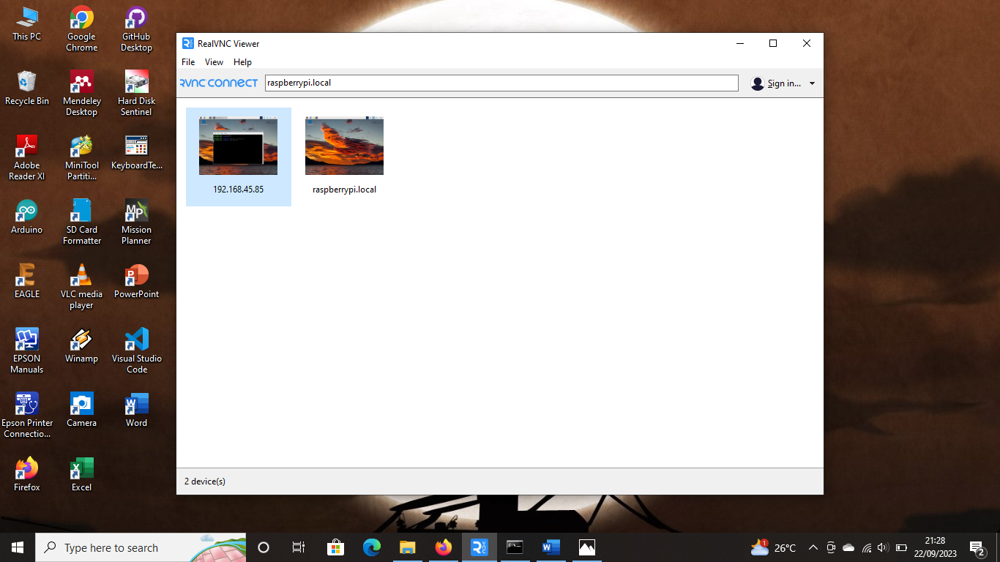 This PC
Google
Chrome
GitHub
Desktop
Recycle Bin
Mendeley
Desktop
Hard Disk
Sentinel
Adobe
Reader XI
MiniTool
Partiti...
KeyboardTe...
Arduino
SD Card
Formatter
Mission
Planner
EAGLE
VLC media
player
PowerPoint
EPSON
Manuals
Winamp
Visual Studio
Code
Epson Printer
Connectio...
Camera
Word
Firefox
Excel
RealVNC Viewer
File View Help
RVNC CONNECT raspberrypi.local Sign in...
192.168.45.85 raspberrypi.local
2 device(s)
Type here to search
1
26°C
21:28
22/09/2023
2